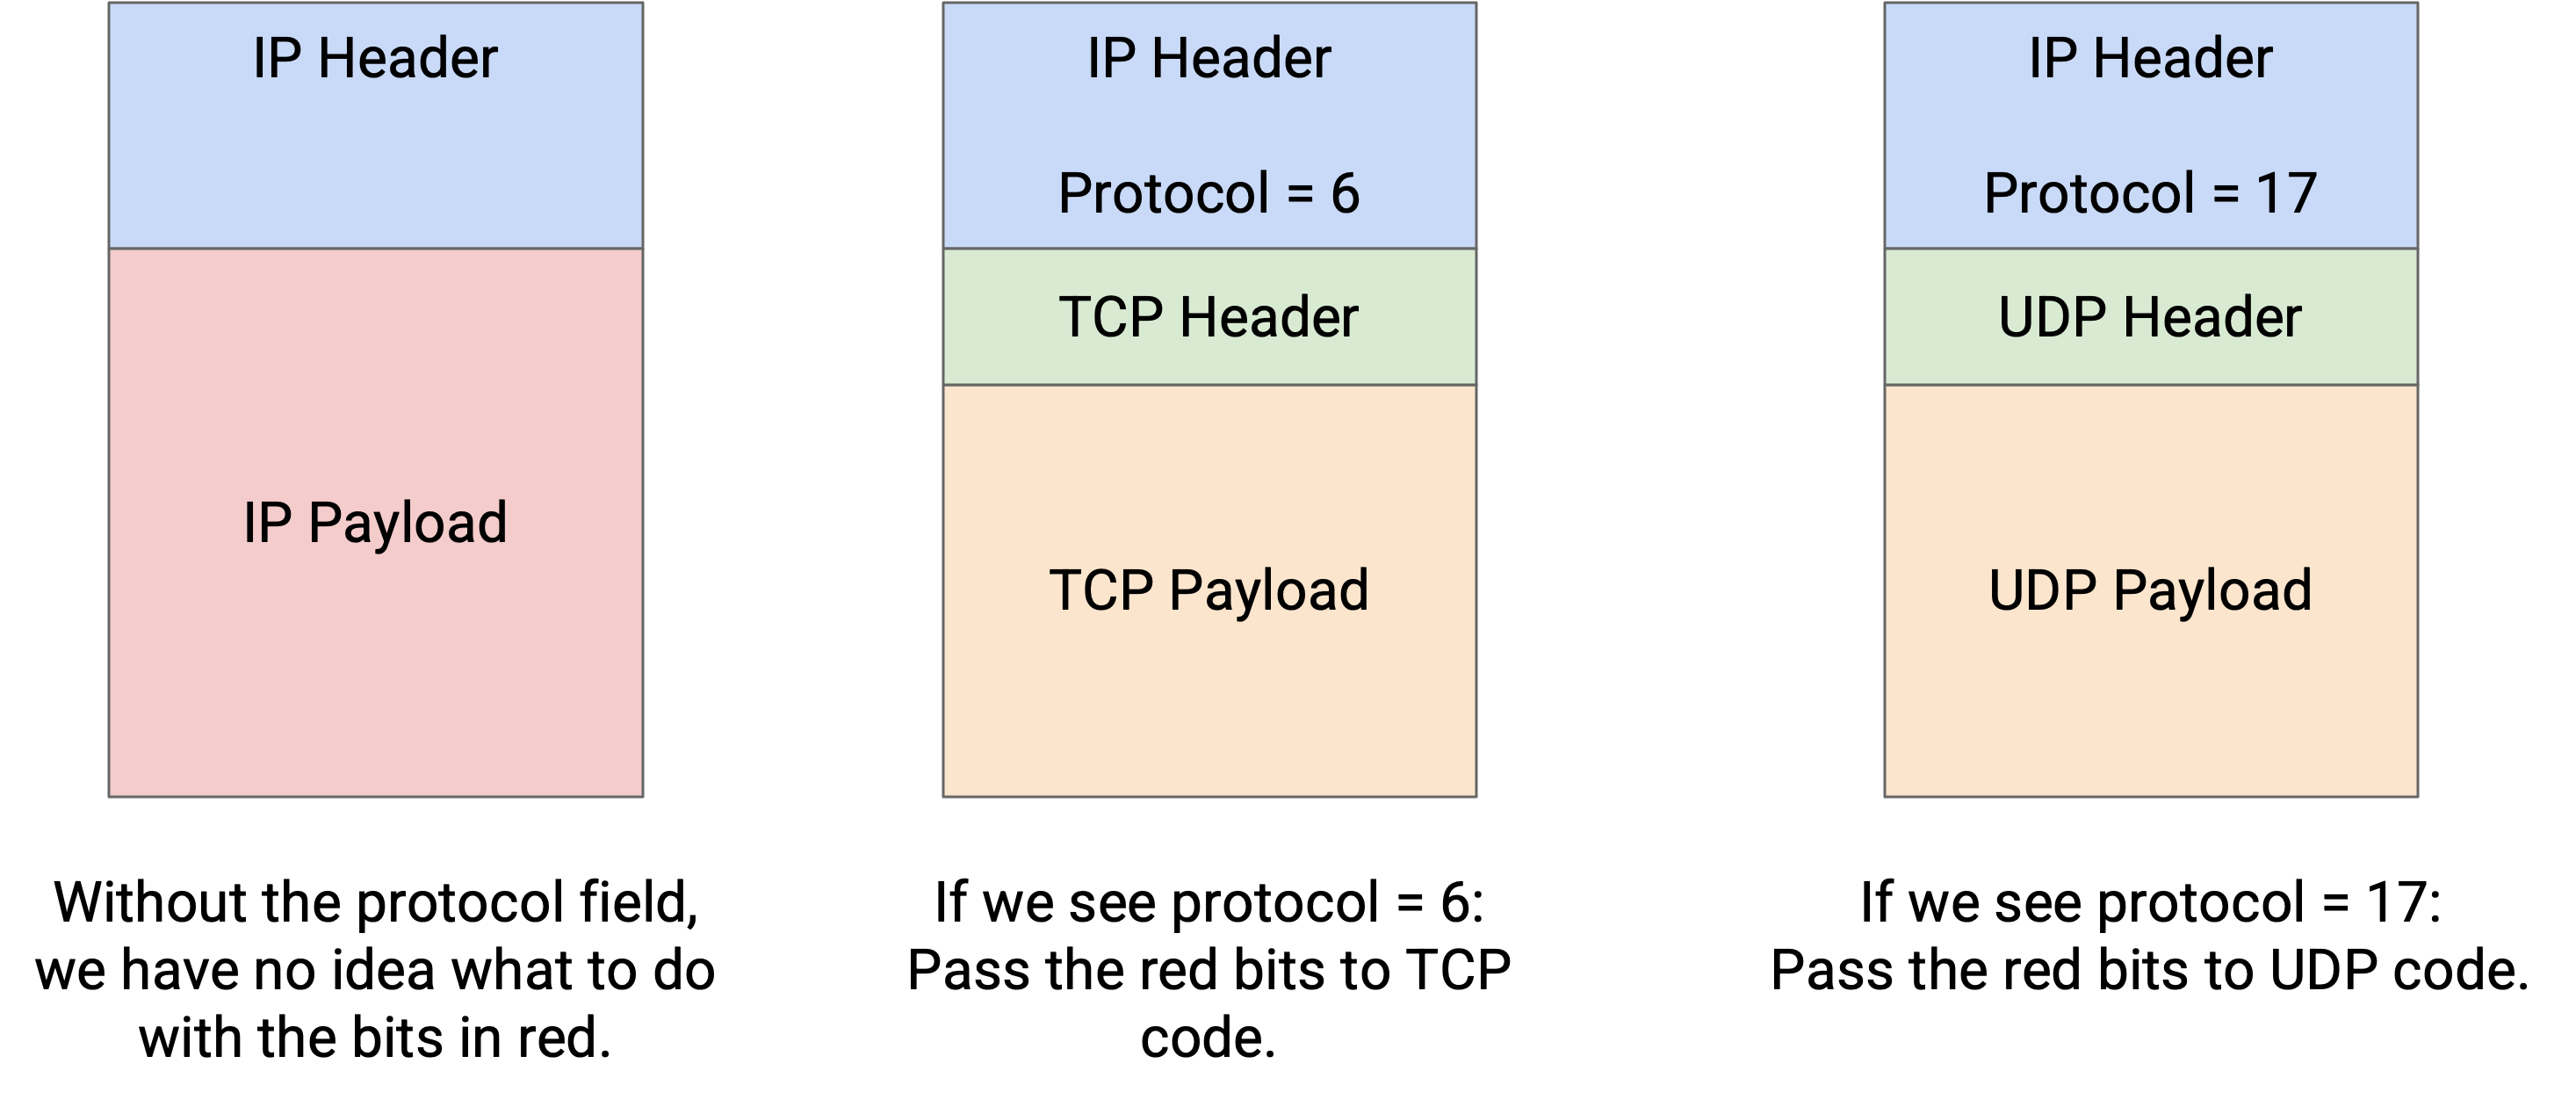 IP Header
IP Payload
Without the protocol field,
we have no idea what to do
with the bits in red.
IP Header
Protocol = 6
TCP Header
TCP Payload
If we see protocol = 6:
Pass the red bits to TCP
code.
IP Header
Protocol = 17
UDP Header
UDP Payload
If we see protocol = 17:
Pass the red bits to UDP code.